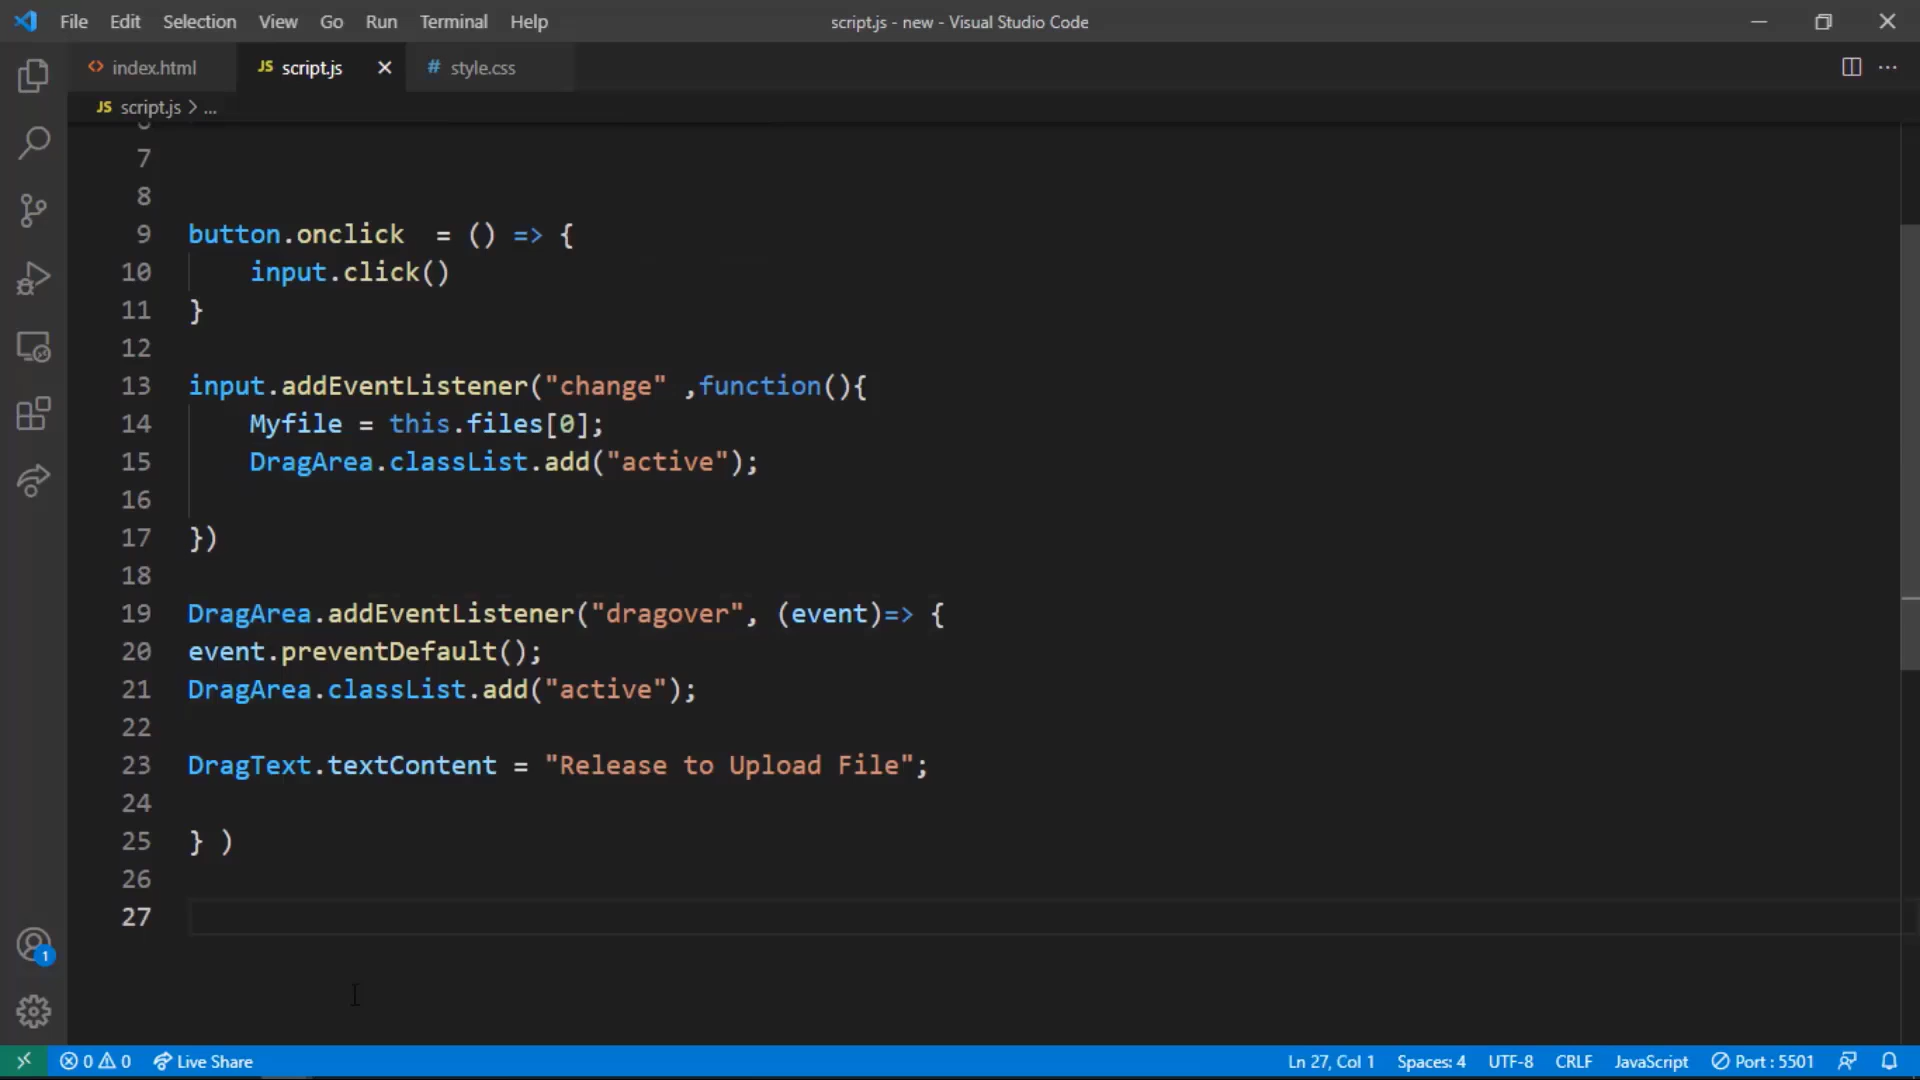 File Edit Selection View Go Run Terminal Help script.js - new - Visual Studio Code
index.html JS script.js # style.css
JS script.js > ...
7
8
9 button.onclick  = () => {
10     input.click()
11 }
12
13 input.addEventListener("change" ,function(){
14     Myfile = this.files[0];
15     DragArea.classList.add("active");
16
17 })
18
19 DragArea.addEventListener("dragover", (event)=> {
20 event.preventDefault();
21 DragArea.classList.add("active");
22
23 DragText.textContent = "Release to Upload File";
24
25 } )
26
27
1
0 0 Live Share Ln 27, Col 1 Spaces: 4 UTF-8 CRLF JavaScript Port : 5501